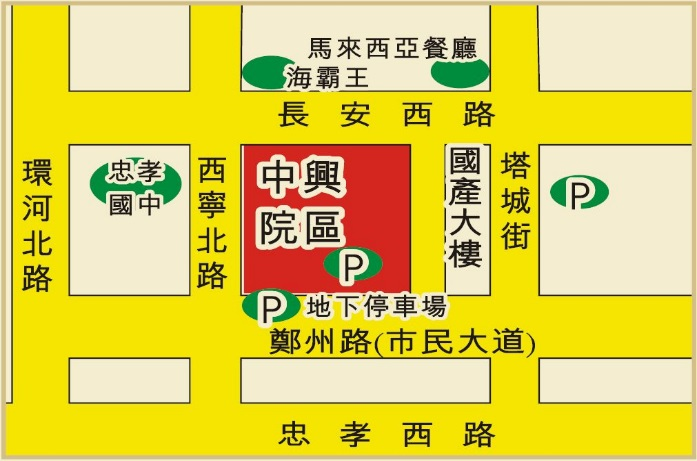 馬來西亞餐廳
海霸王
長安西路
環河北路
忠孝
國中
西寧北路
中興
院區
P
國產大樓
塔城街
P
P
地下停車場
鄭州路(市民大道)
忠孝西路